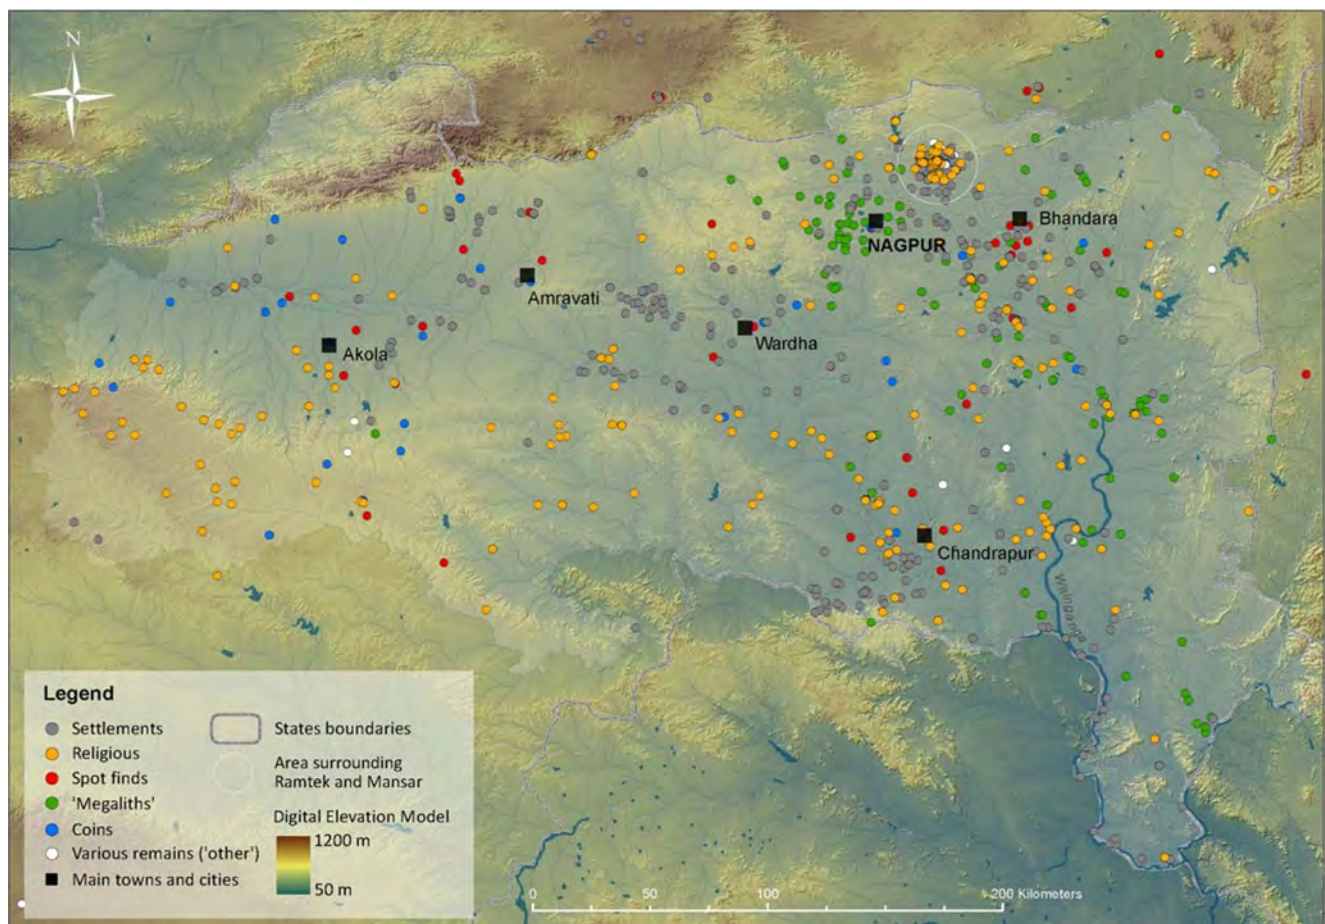 N
Bhandara
NAGPUR
Amravati
Wardha
Akola
Chandrapur
Wainganga
Legend
Settlements
Religious
Spot finds
'Megaliths'
Coins
Various remains ('other')
Main towns and cities
States boundaries
Area surrounding
Ramtek and Mansar
Digital Elevation Model
1200 m
50 m
0 50 100 200 Kilometers